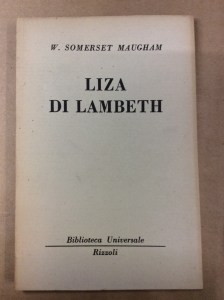 W. SOMERSET MAUGHAM
LIZA
DI LAMBETH
Biblioteca Universale
Rizzoli